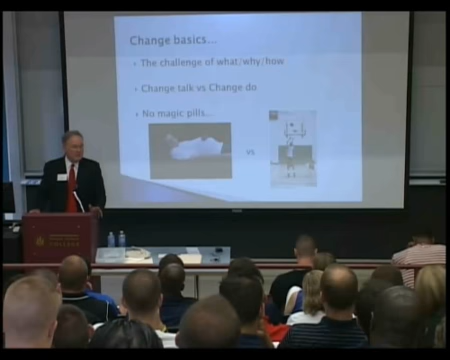 Change basics...
• The challenge of what/why/how
• Change talk vs Change do
• No magic pills...
vs